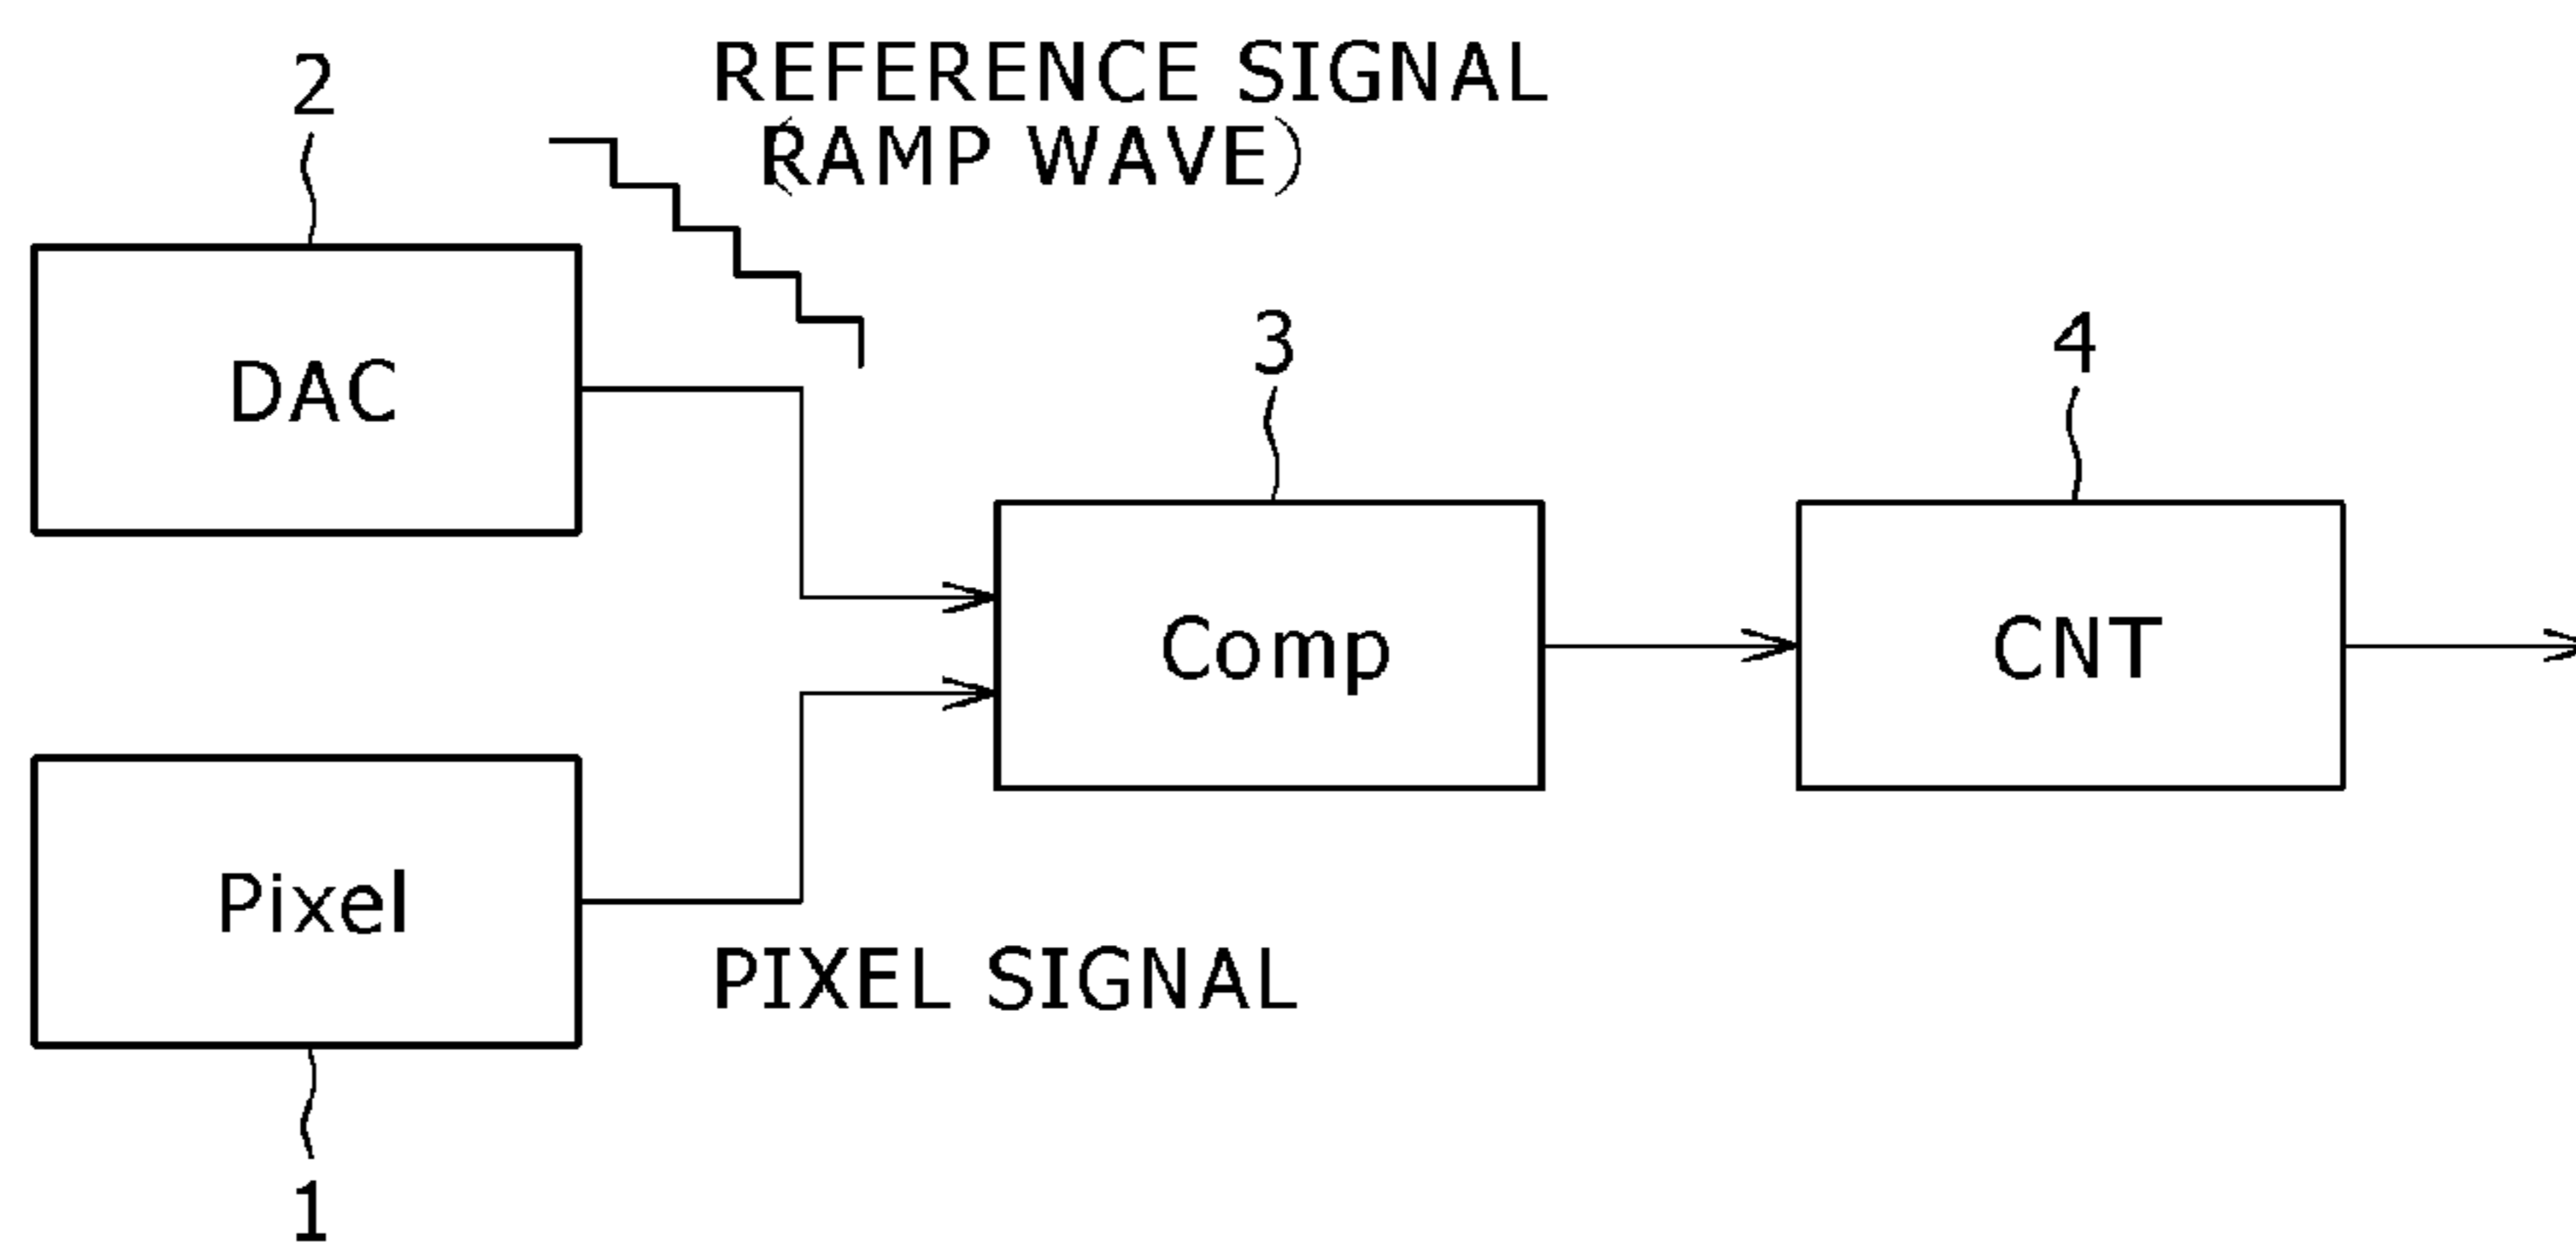 2
REFERENCE SIGNAL
(RAMP WAVE)
DAC
3
4
Comp
CNT
Pixel
PIXEL SIGNAL
1